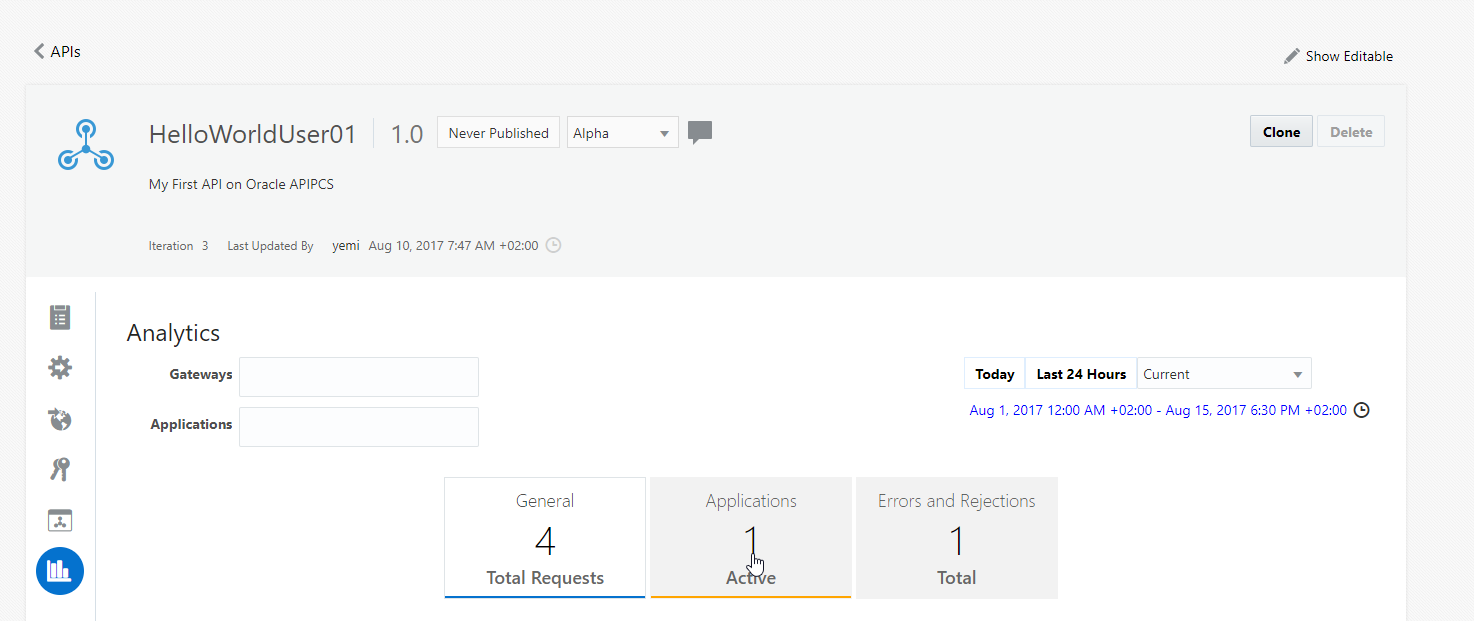 APIs
Show Editable
HelloWorldUser01 1.0 Never Published Alpha
Clone Delete
My First API on Oracle APIPCS
Iteration 3 Last Updated By yemi Aug 10, 2017 7:47 AM +02:00
Analytics
Gateways
Today Last 24 Hours Current
Aug 1, 2017 12:00 AM +02:00 - Aug 15, 2017 6:30 PM +02:00
Applications
General Applications Errors and Rejections
4 1 1
Total Requests Active Total